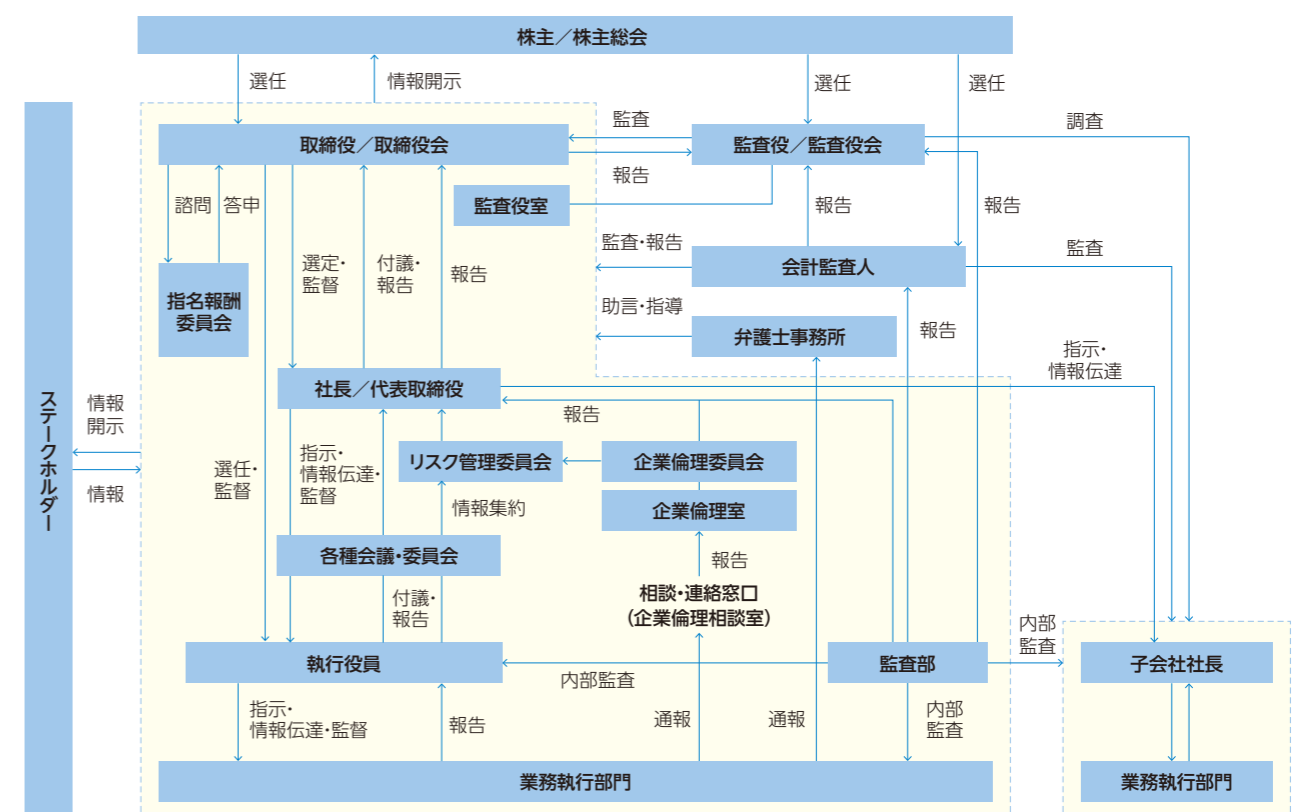 株主／株主総会
選任
情報開示
選任
選任
取締役／取締役会
監査
報告
監査役／監査役会
調査
諮問
答申
監査役室
報告
報告
選定・
監督
付議・
報告
報告
監査・報告
会計監査人
監査
指名報酬
委員会
助言・指導
弁護士事務所
報告
指示・
情報伝達
社長／代表取締役
報告
ステークホルダー
情報
開示
情報
選任・
監督
指示・
情報伝達・
監督
リスク管理委員会
企業倫理委員会
情報集約
企業倫理室
各種会議・委員会
報告
付議・
報告
相談・連絡窓口
（企業倫理相談室）
執行役員
内部監査
監査部
内部
監査
子会社社長
指示・
情報伝達・監督
報告
通報
通報
内部
監査
業務執行部門
業務執行部門